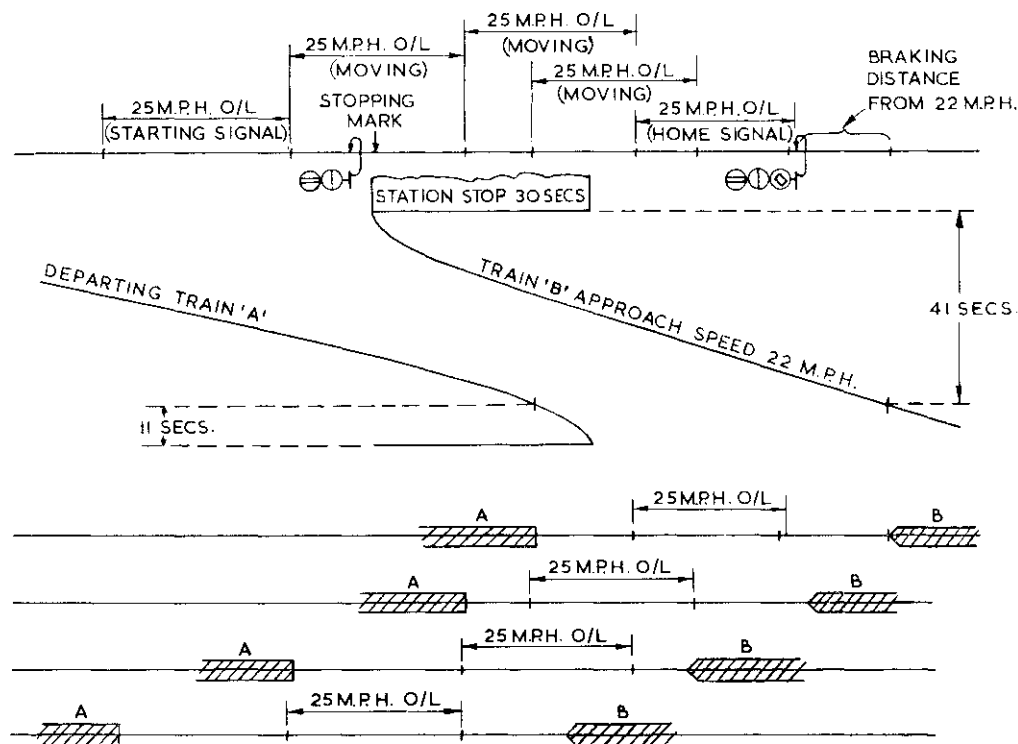 25 M.P.H. O/L
(MOVING)
25 M.P.H. O/L
(MOVING)
25 M.P.H. O/L
(MOVING)
BRAKING
DISTANCE
FROM 22 M.P.H.
STOPPING
MARK
25 M.P.H. O/L
(STARTING SIGNAL)
25 M.P.H. O/L
(HOME SIGNAL)
STATION STOP 30 SECS
DEPARTING TRAIN 'A'
TRAIN 'B' APPROACH SPEED 22 M.P.H.
41 SECS.
11 SECS.
25 M.P.H. O/L
A
B
25 M.P.H. O/L
A
B
25 M.P.H. O/L
A
B
25 M.P.H. O/L
A
B